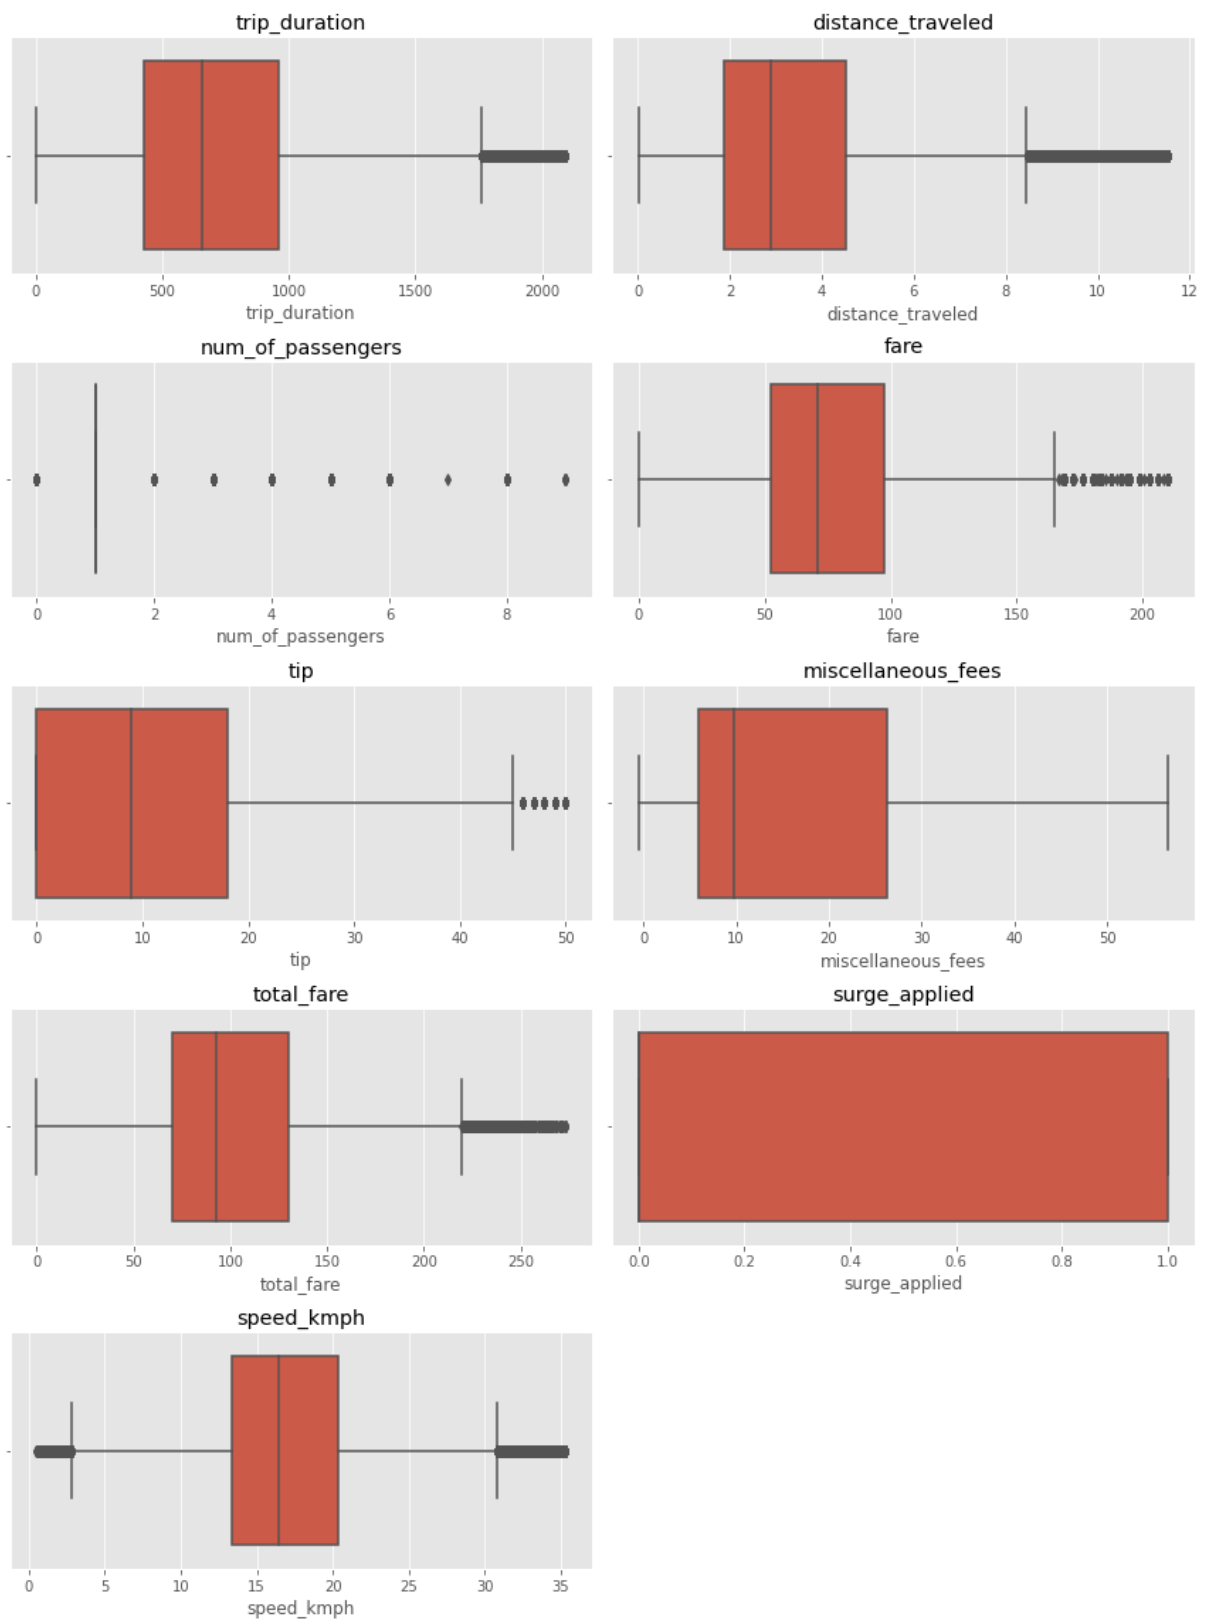 trip_duration
distance_traveled
0 500 1000 1500 2000
0 2 4 6 8 10 12
trip_duration
distance_traveled
num_of_passengers
fare
0 2 4 6 8
0 50 100 150 200
num_of_passengers
fare
tip
miscellaneous_fees
0 10 20 30 40 50
0 10 20 30 40 50
tip
miscellaneous_fees
total_fare
surge_applied
0 50 100 150 200 250
0.0 0.2 0.4 0.6 0.8 1.0
total_fare
surge_applied
speed_kmph
0 5 10 15 20 25 30 35
speed_kmph